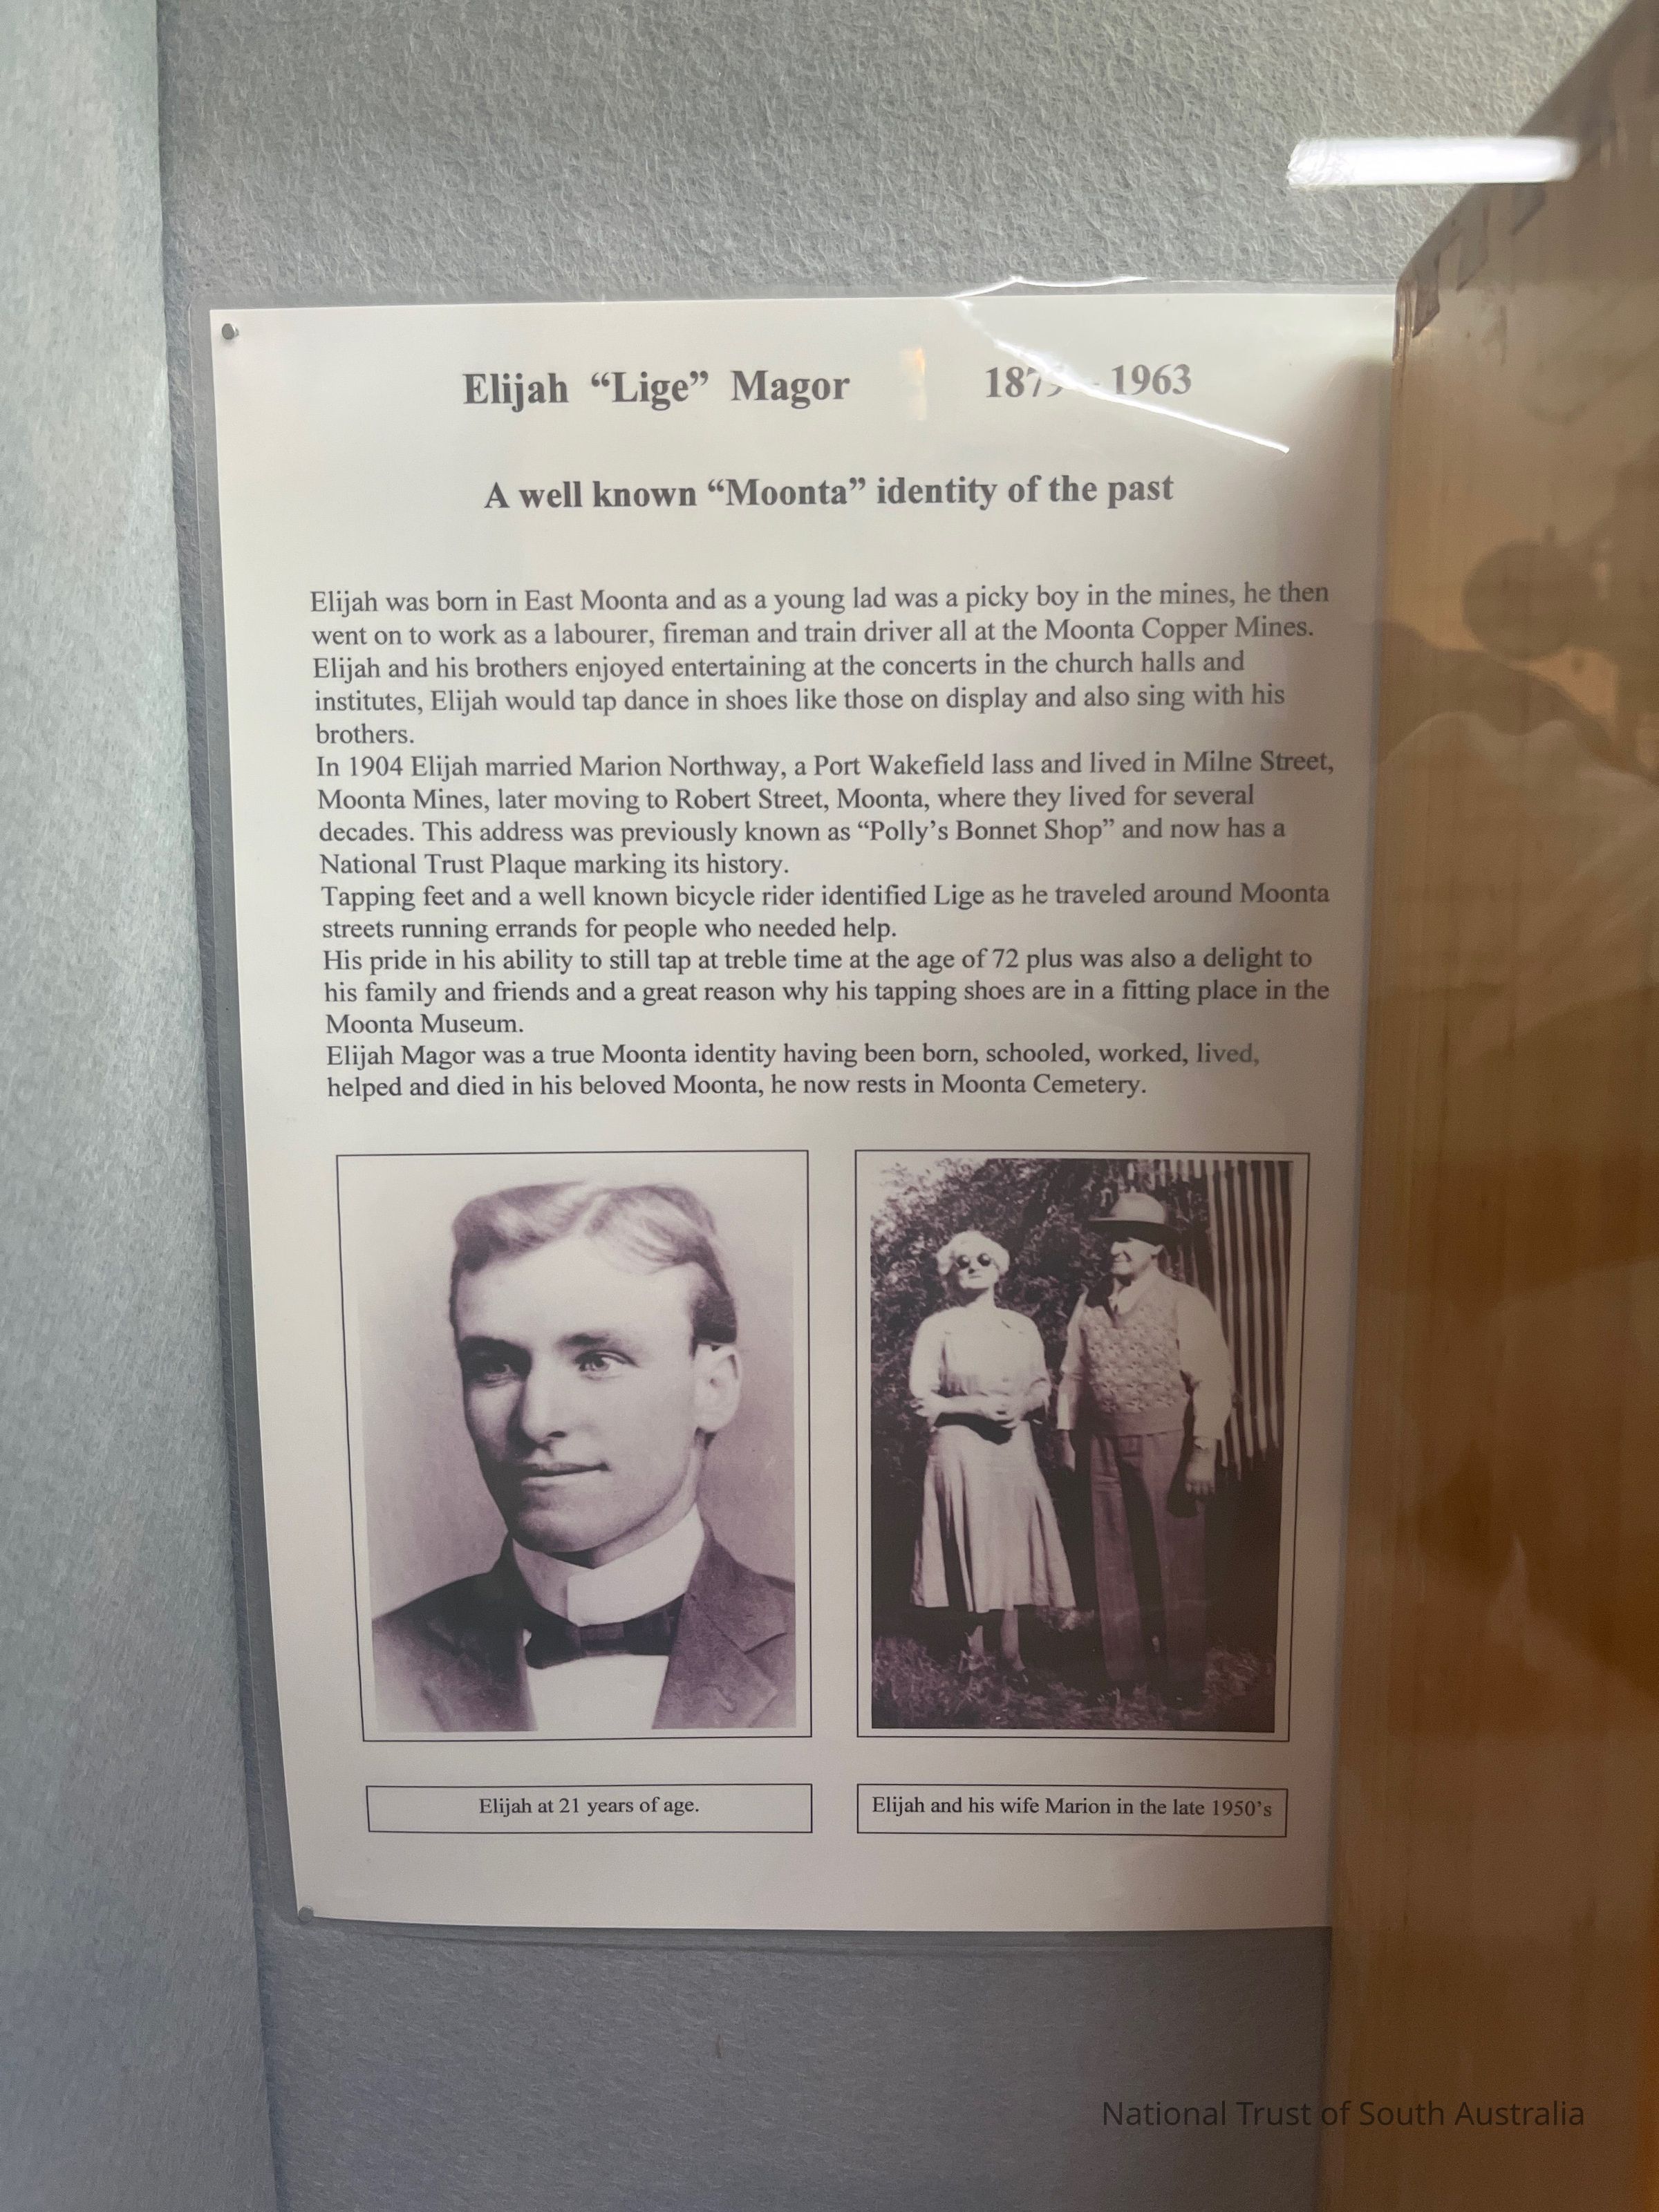 Elijah “Lige” Magor - 1963
A well known “Moonta” identity of the past
Elijah was born in East Moonta and as a young lad was a picky boy in the mines, he then
went on to work as a labourer, fireman and train driver all at the Moonta Copper Mines.
Elijah and his brothers enjoyed entertaining at the concerts in the church halls and
institutes, Elijah would tap dance in shoes like those on display and also sing with his
brothers.
In 1904 Elijah married Marion Northway, a Port Wakefield lass and lived in Milne Street,
Moonta Mines, later moving to Robert Street, Moonta, where they lived for several
decades. This address was previously known as “Polly’s Bonnet Shop” and now has a
National Trust Plaque marking its history.
Tapping feet and a well known bicycle rider identified Lige as he traveled around Moonta
streets running errands for people who needed help.
His pride in his ability to still tap at treble time at the age of 72 plus was also a delight to
his family and friends and a great reason why his tapping shoes are in a fitting place in the
Moonta Museum.
Elijah Magor was a true Moonta identity having been born, schooled, worked, lived,
helped and died in his beloved Moonta, he now rests in Moonta Cemetery.
Elijah at 21 years of age.
Elijah and his wife Marion in the late 1950’s
National Trust of South Australia